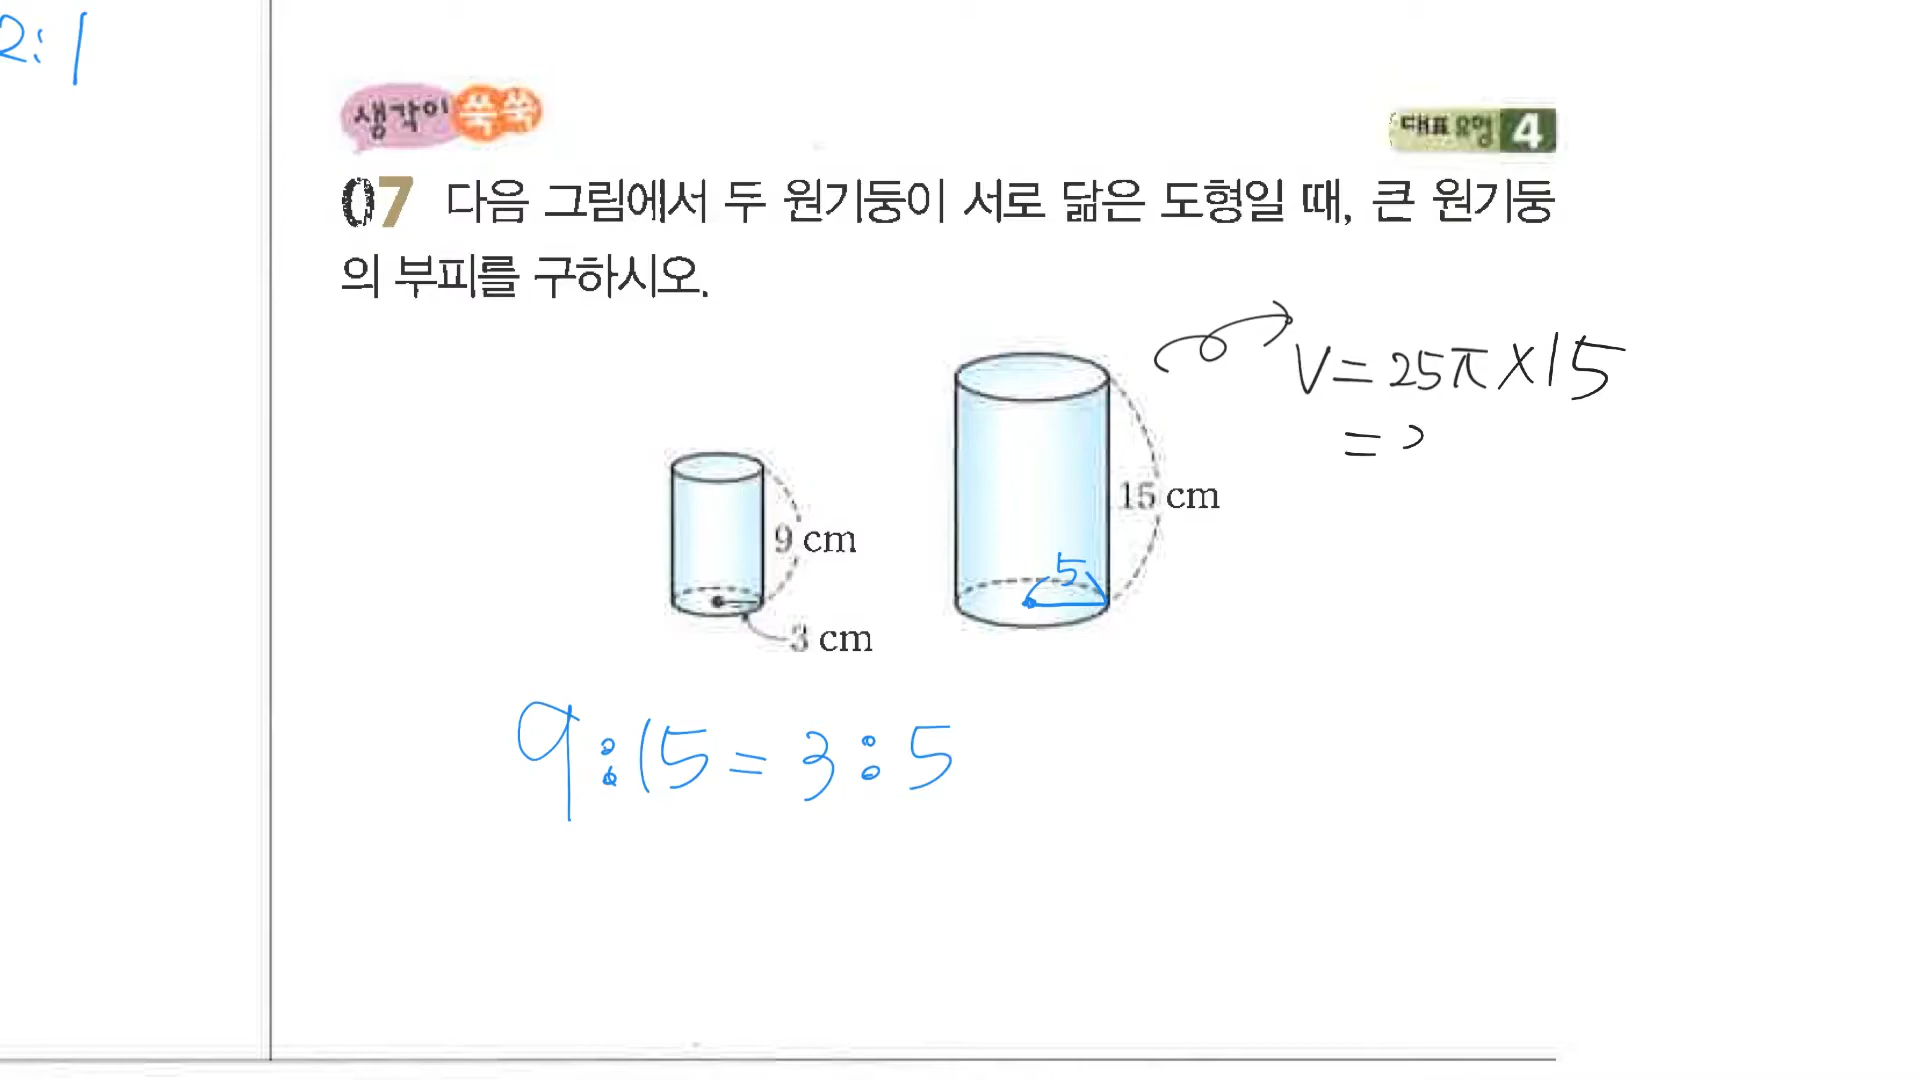 2:1
생각이 쑥쑥
대표 유형 4
07 다음 그림에서 두 원기둥이 서로 닮은 도형일 때, 큰 원기둥
의 부피를 구하시오.
V=25π×15
=
9 cm
3 cm
15 cm
5
9:15=3:5